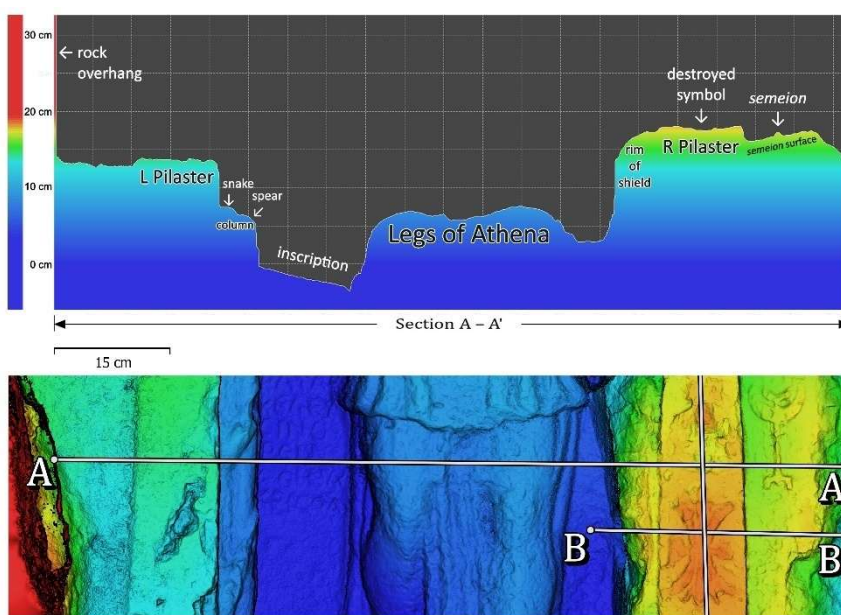 30 cm
← rock
overhang
20 cm
destroyed
symbol
semeion
L Pilaster
R Pilaster
semeion surface
rim
of
shield
10 cm
snake
spear
column
Legs of Athena
inscription
0 cm
Section A – A'
15 cm
A
A
B
B